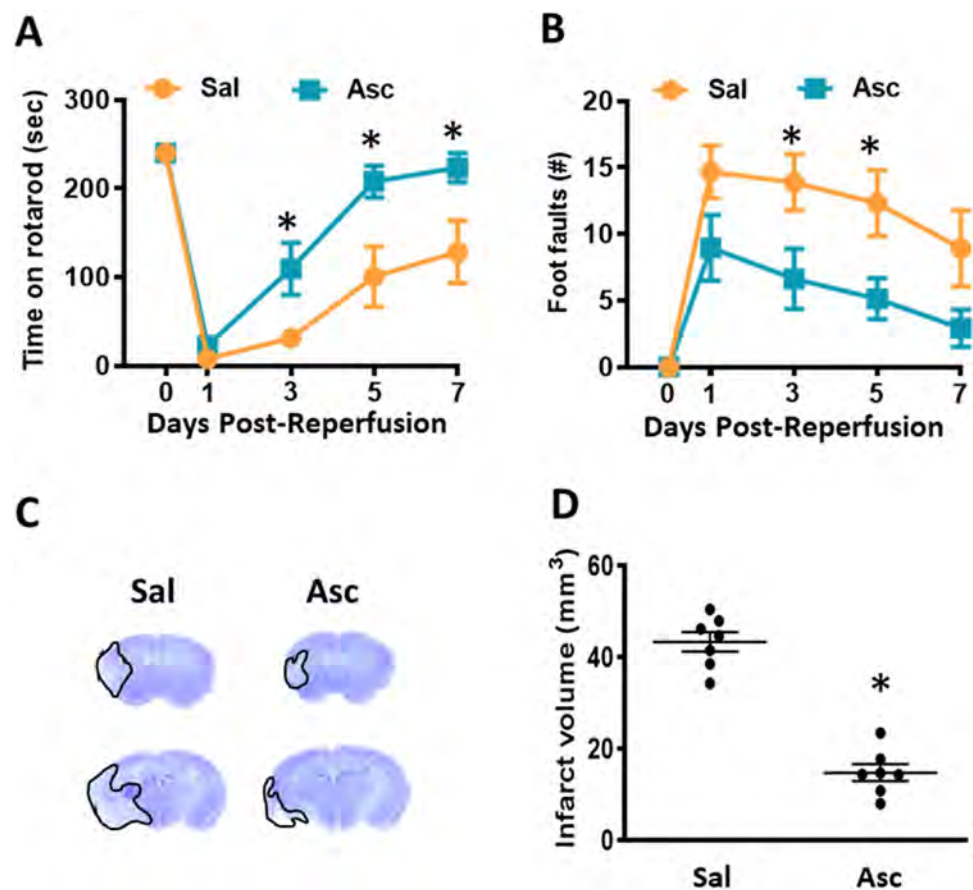 A
Sal Asc
Time on rotarod (sec)
300
200
100
0
* * *
0 1 3 5 7
Days Post-Reperfusion
B
Sal Asc
Foot faults (#)
20
15
10
5
0
* *
0 1 3 5 7
Days Post-Reperfusion
C
Sal Asc
D
Infarct volume (mm³)
60
40
20
0
*
Sal Asc